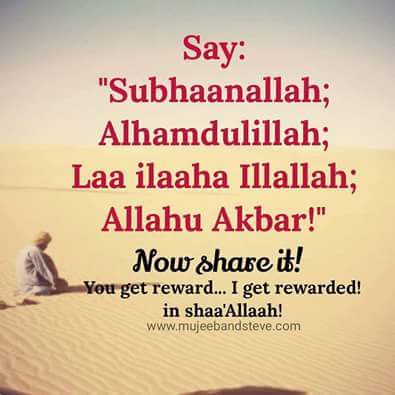 Say:
"Subhaanallah;
Alhamdulillah;
Laa ilaaha Illallah;
Allahu Akbar!"
Now share it!
You get reward... I get rewarded!
in shaa'Allaah!
www.mujeebandsteve.com